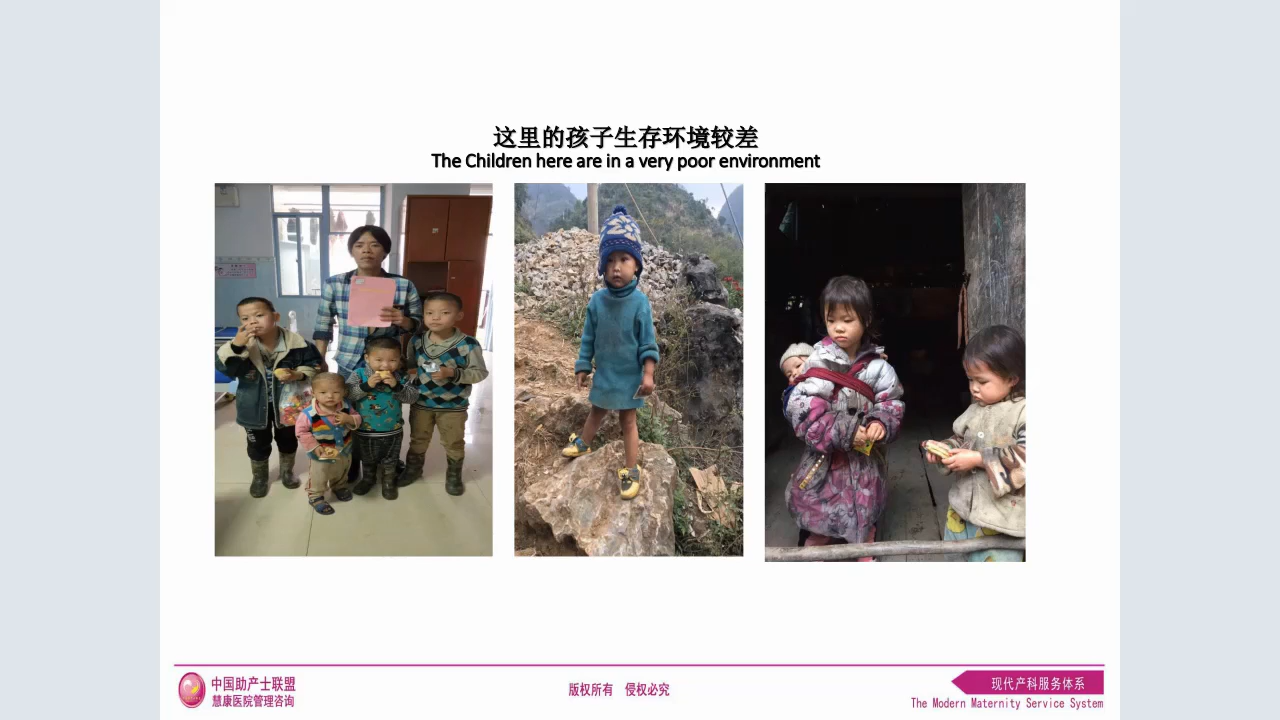 这里的孩子生存环境较差
The Children here are in a very poor environment
中国助产士联盟
慧康医院管理咨询
版权所有 侵权必究
现代产科服务体系
The Modern Maternity Service System